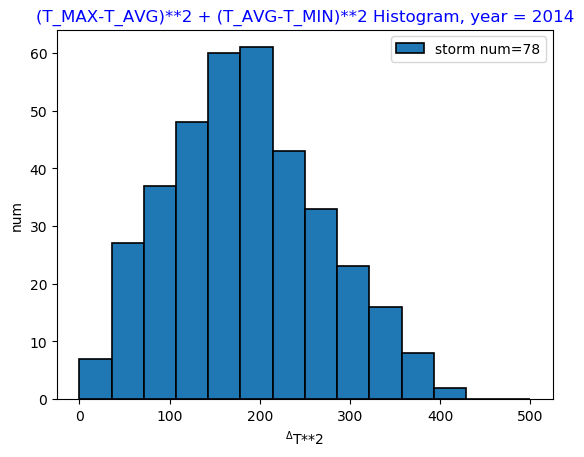 (T_MAX-T_AVG)**2 + (T_AVG-T_MIN)**2 Histogram, year = 2014
storm num=78
60
50
40
30
20
10
0
num
0 100 200 300 400 500
ΔT**2